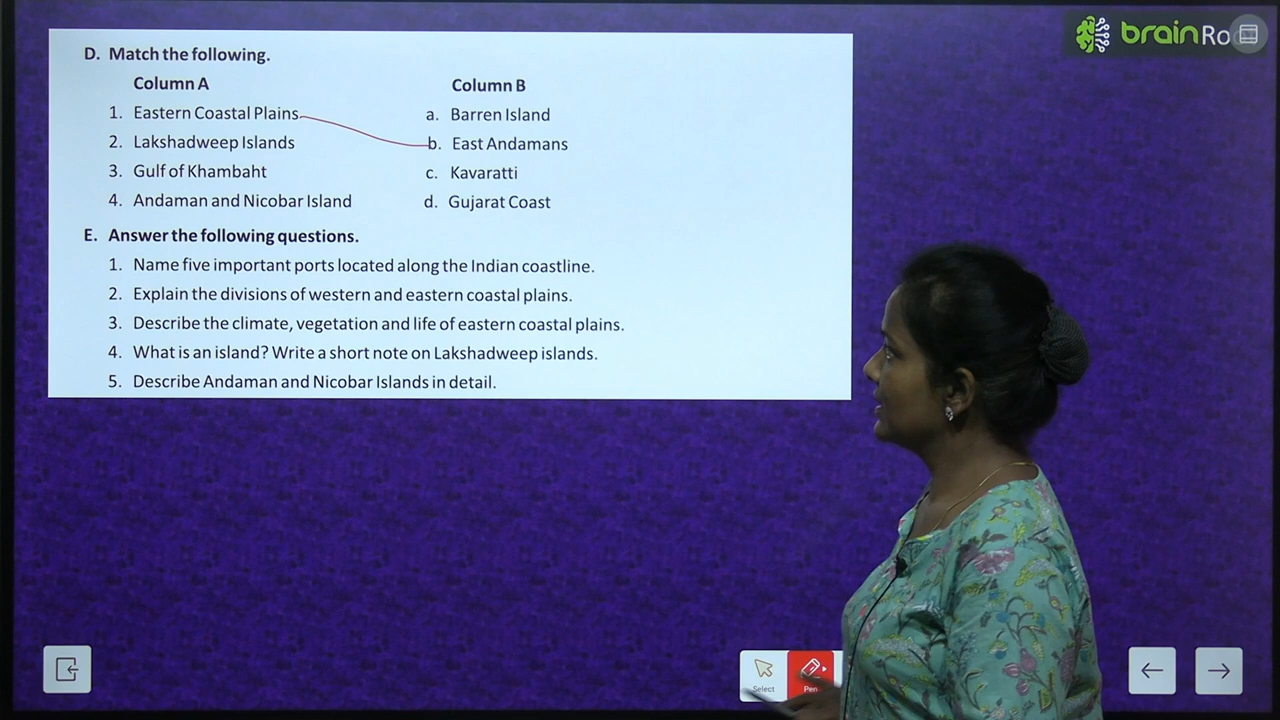 brainRo
D. Match the following.
Column A Column B
1. Eastern Coastal Plains a. Barren Island
2. Lakshadweep Islands b. East Andamans
3. Gulf of Khambaht c. Kavaratti
4. Andaman and Nicobar Island d. Gujarat Coast
E. Answer the following questions.
1. Name five important ports located along the Indian coastline.
2. Explain the divisions of western and eastern coastal plains.
3. Describe the climate, vegetation and life of eastern coastal plains.
4. What is an island? Write a short note on Lakshadweep islands.
5. Describe Andaman and Nicobar Islands in detail.
Select Pen